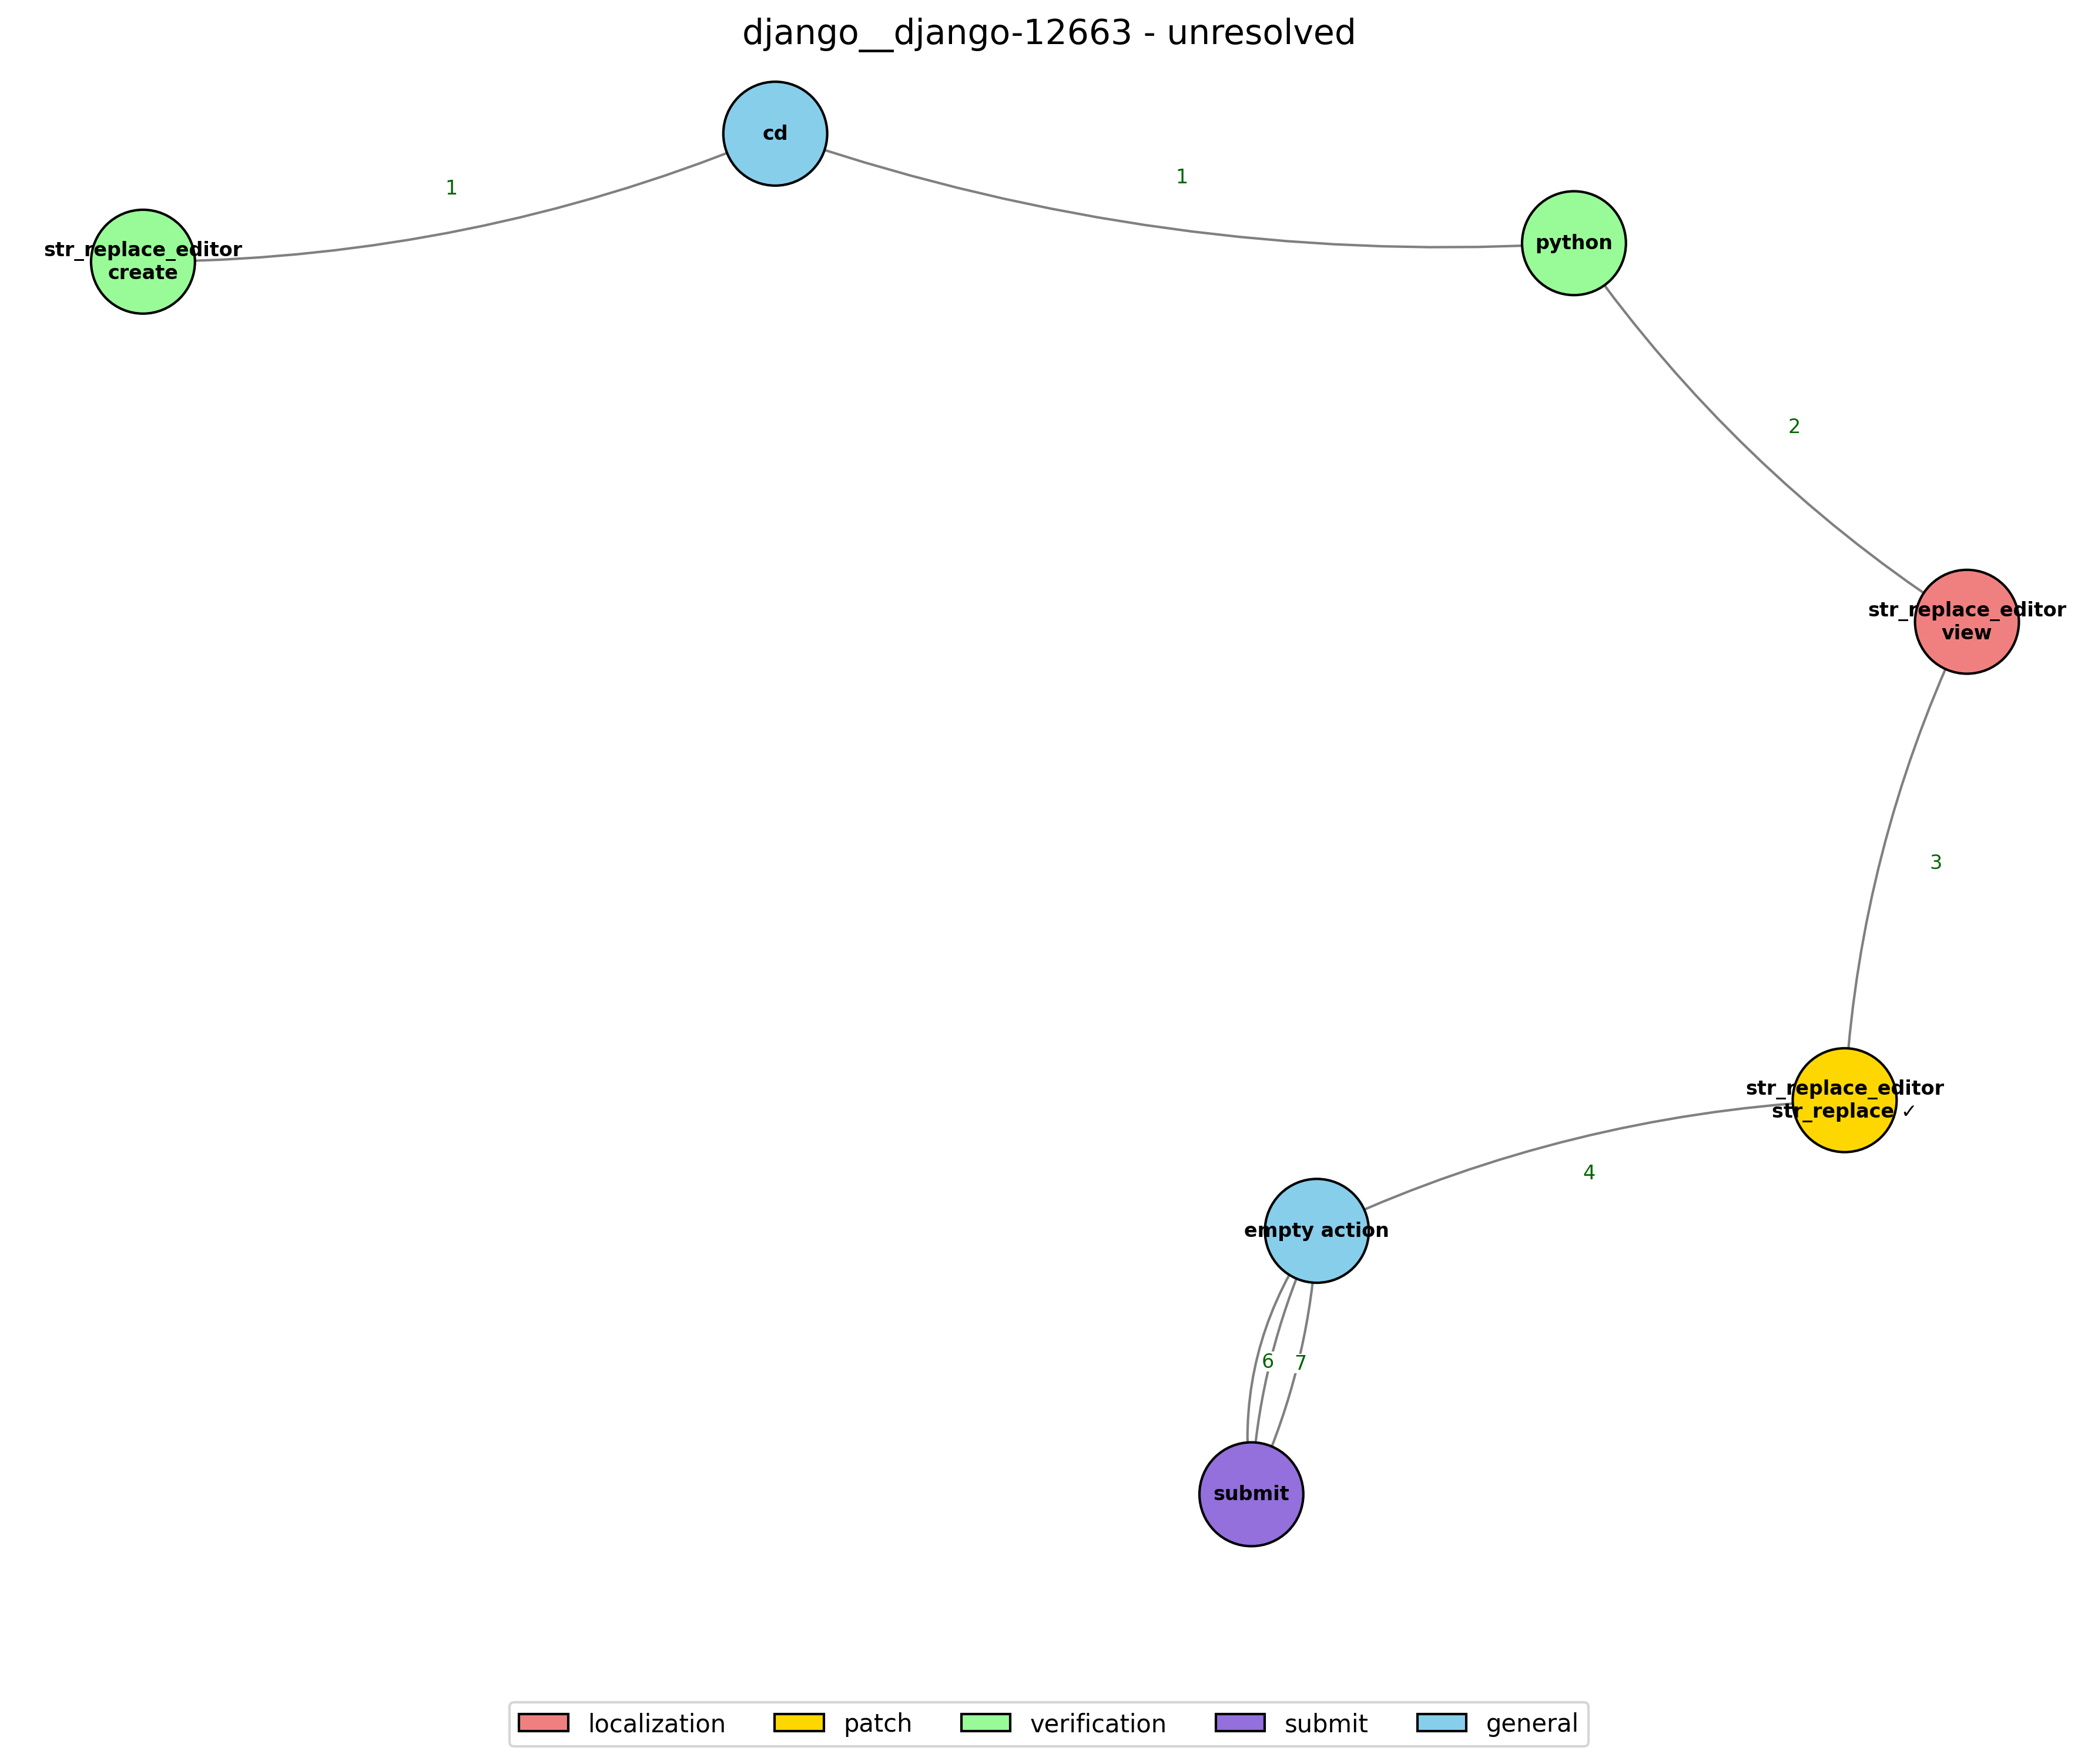 django__django-12663 - unresolved
cd
1
1
str_replace_editor
create
python
2
str_replace_editor
view
3
str_replace_editor
str_replace ✓
4
empty action
6
7
submit
localization
patch
verification
submit
general